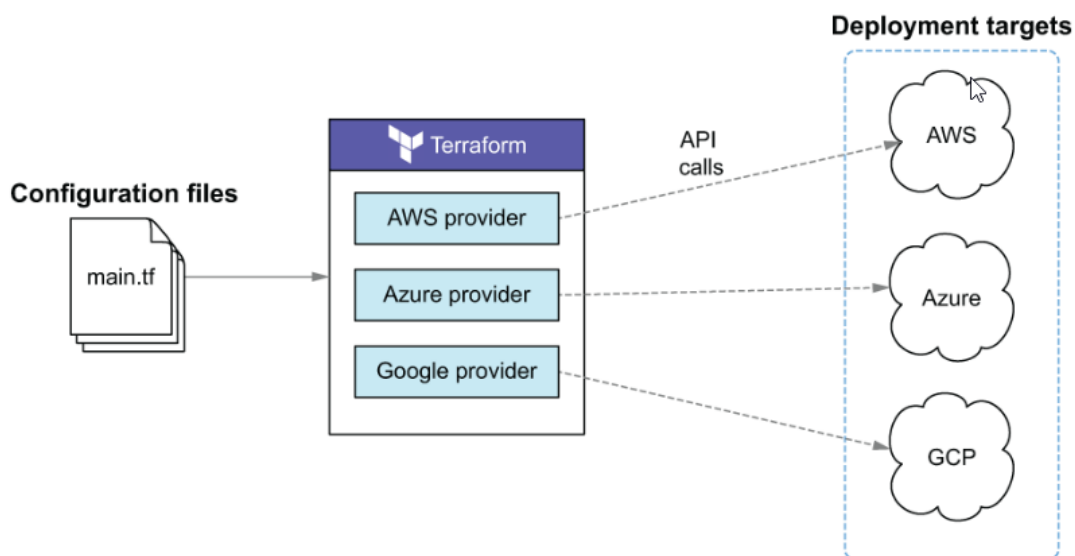 Deployment targets
AWS
API
calls
Terraform
Configuration files
AWS provider
main.tf
Azure provider
Azure
Google provider
GCP